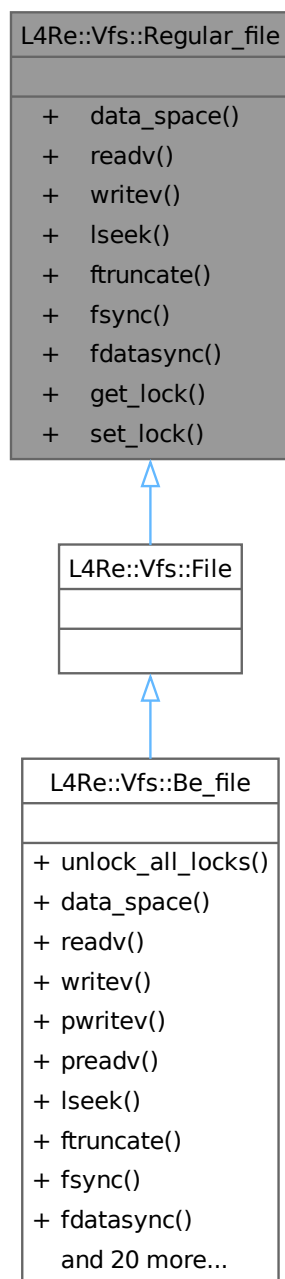 L4Re::Vfs::Regular_file
+ data_space()
+ readv()
+ writev()
+ lseek()
+ ftruncate()
+ fsync()
+ fdatasync()
+ get_lock()
+ set_lock()
L4Re::Vfs::File
L4Re::Vfs::Be_file
+ unlock_all_locks()
+ data_space()
+ readv()
+ writev()
+ pwritev()
+ preadv()
+ lseek()
+ ftruncate()
+ fsync()
+ fdatasync()
and 20 more...